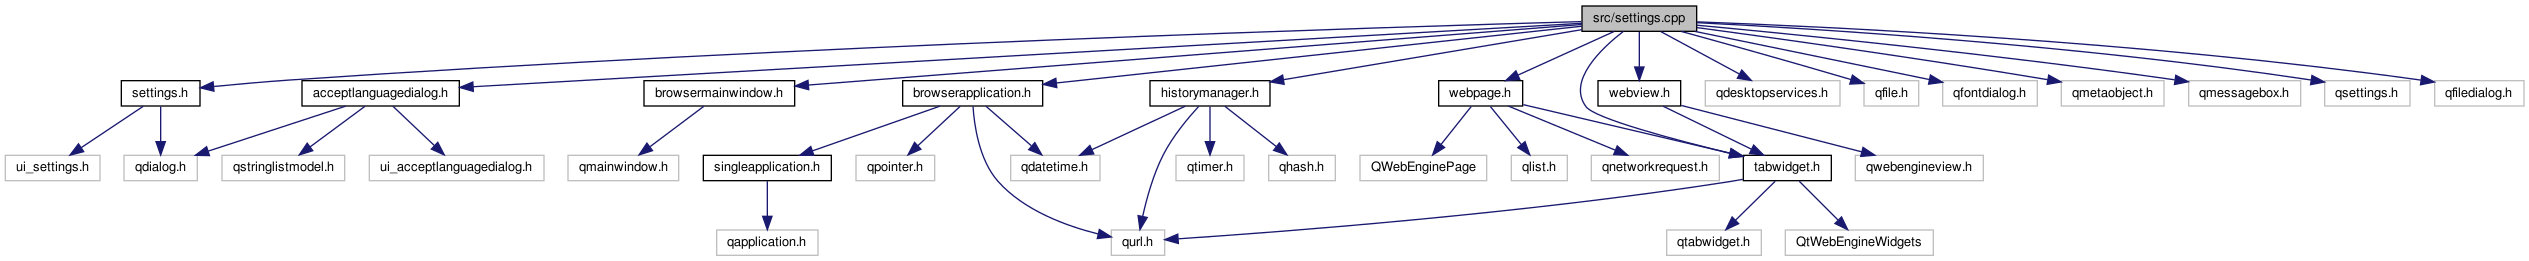 src/settings.cpp
settings.h
acceptlanguagedialog.h
browsermainwindow.h
browserapplication.h
historymanager.h
webpage.h
webview.h
qdesktopservices.h
qfile.h
qfontdialog.h
qmetaobject.h
qmessagebox.h
qsettings.h
qfiledialog.h
ui_settings.h
qdialog.h
qstringlistmodel.h
ui_acceptlanguagedialog.h
qmainwindow.h
singleapplication.h
qpointer.h
qdatetime.h
qtimer.h
qhash.h
QWebEnginePage
qlist.h
qnetworkrequest.h
tabwidget.h
qwebengineview.h
qapplication.h
qurl.h
qtabwidget.h
QtWebEngineWidgets